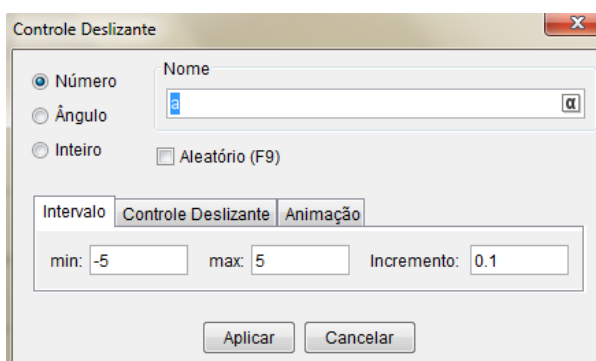 Controle Deslizante
Número
Ângulo
Inteiro
Nome
a
α
Aleatório (F9)
Intervalo Controle Deslizante Animação
min: -5 max: 5 Incremento: 0.1
Aplicar Cancelar